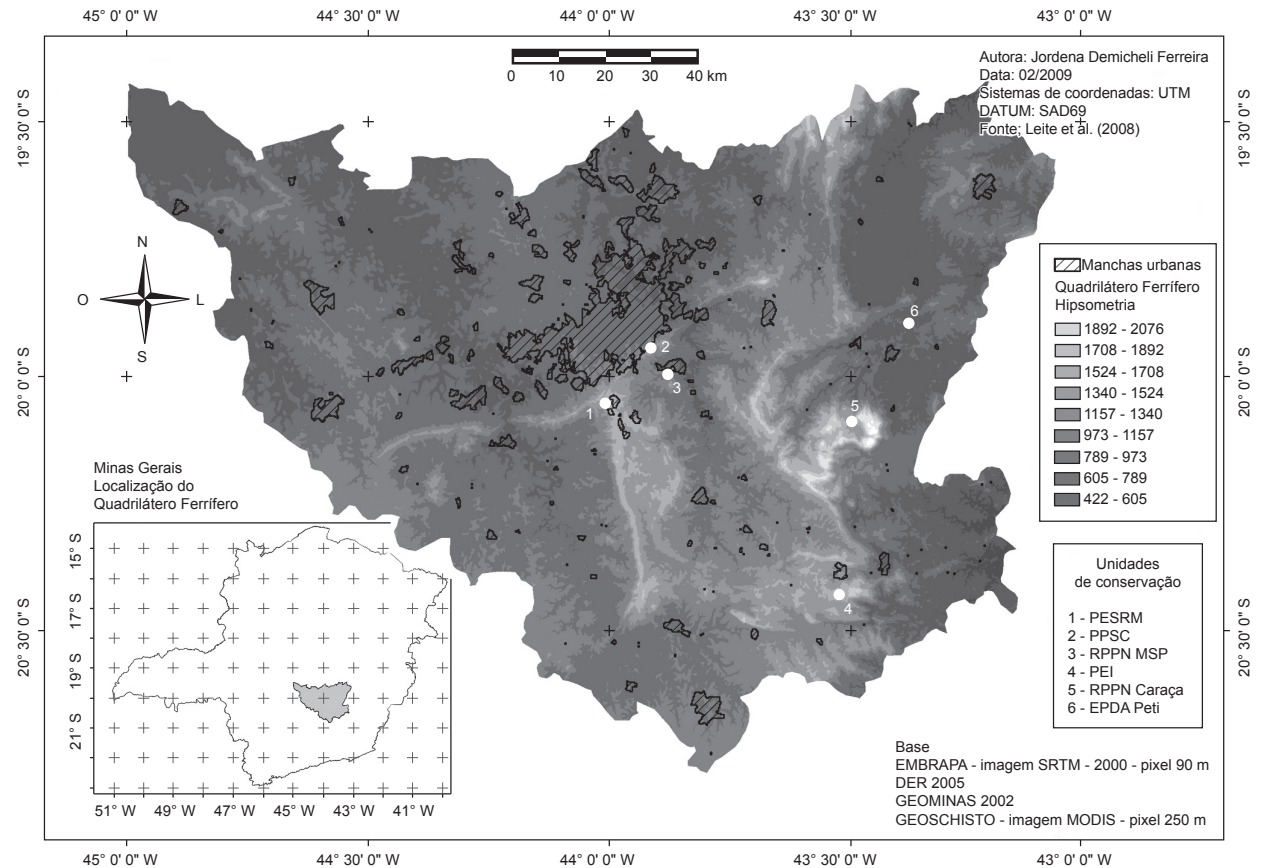 45° 0' 0" W
44° 30' 0" W
44° 0' 0" W
43° 30' 0" W
43° 0' 0" W
19° 30' 0" S
20° 0' 0" S
20° 30' 0" S
0 10 20 30 40 km
Autora: Jordena Demicheli Ferreira
Data: 02/2009
Sistemas de coordenadas: UTM
DATUM: SAD69
Fonte; Leite et al. (2008)
19° 30' 0" S
20° 0' 0" S
20° 30' 0" S
N
O
L
S
1
2
3
4
5
6
Manchas urbanas
Quadrilátero Ferrífero
Hipsometria
1892 - 2076
1708 - 1892
1524 - 1708
1340 - 1524
1157 - 1340
973 - 1157
789 - 973
605 - 789
422 - 605
Unidades
de conservação
1 - PESRM
2 - PPSC
3 - RPPN MSP
4 - PEI
5 - RPPN Caraça
6 - EPDA Peti
Minas Gerais
Localização do
Quadrilátero Ferrífero
15° S
17° S
19° S
21° S
51° W
49° W
47° W
45° W
43° W
41° W
Base
EMBRAPA - imagem SRTM - 2000 - pixel 90 m
DER 2005
GEOMINAS 2002
GEOSCHISTO - imagem MODIS - pixel 250 m
45° 0' 0" W
44° 30' 0" W
44° 0' 0" W
43° 30' 0" W
43° 0' 0" W